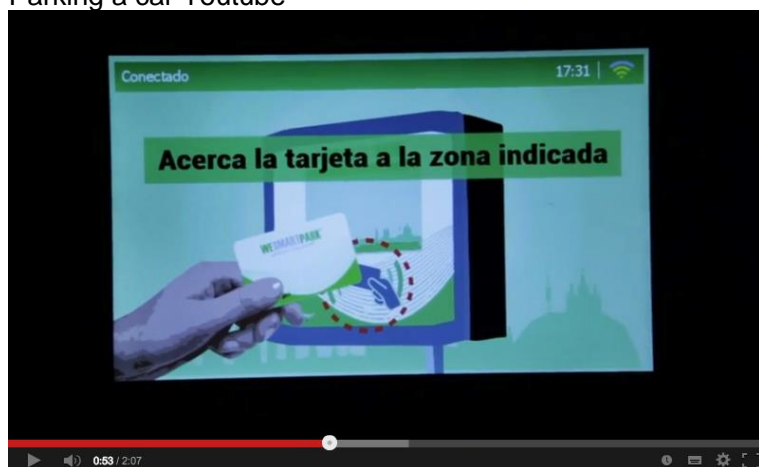 Parking a car Youtube
Conectado
17:31
Acerca la tarjeta a la zona indicada
WESMARTPARK
0:53 / 2:07